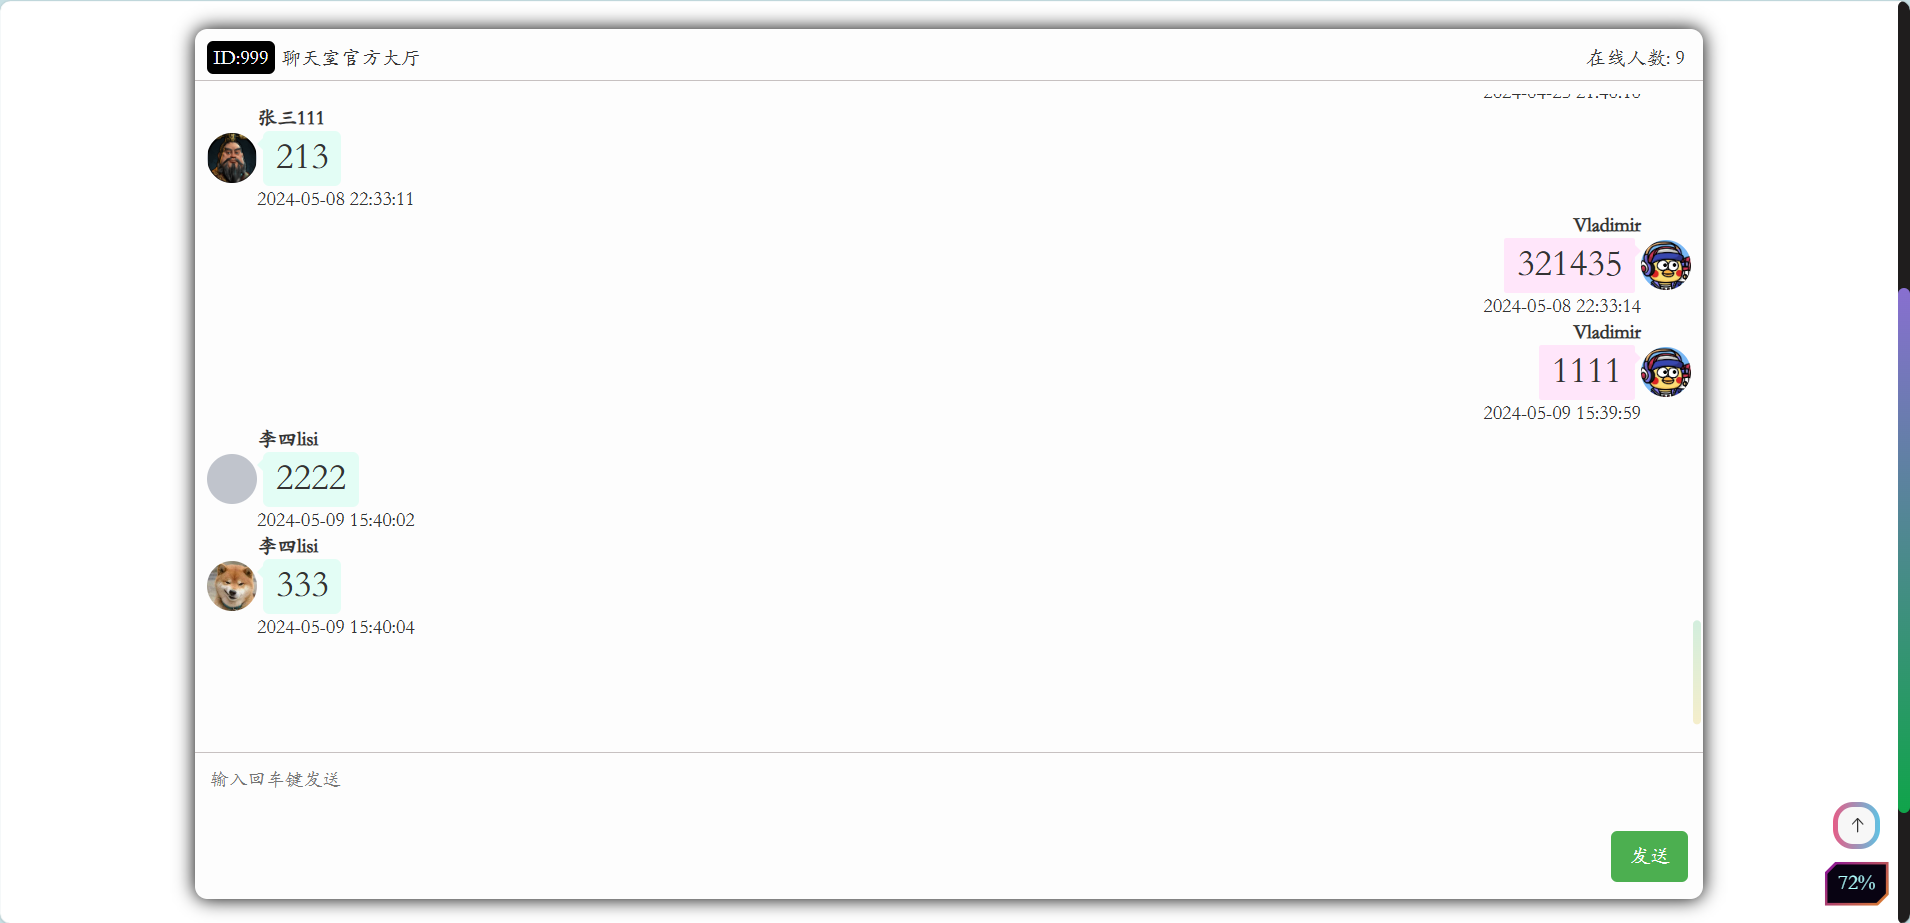 ID:999 聊天室官方大厅
在线人数: 9
张三111
213
2024-05-08 22:33:11
Vladimir
321435
2024-05-08 22:33:14
Vladimir
1111
2024-05-09 15:39:59
李四lisi
2222
2024-05-09 15:40:02
李四lisi
333
2024-05-09 15:40:04
输入回车键发送
发送
72%